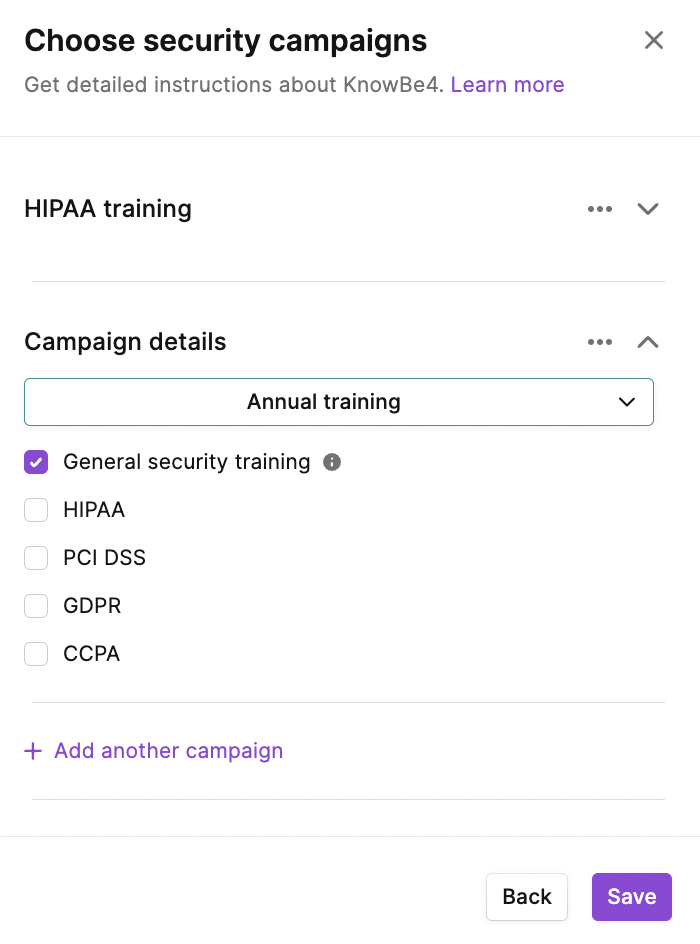 Choose security campaigns
Get detailed instructions about KnowBe4. Learn more
HIPAA training
Campaign details
Annual training
General security training
HIPAA
PCI DSS
GDPR
CCPA
+ Add another campaign
Back
Save